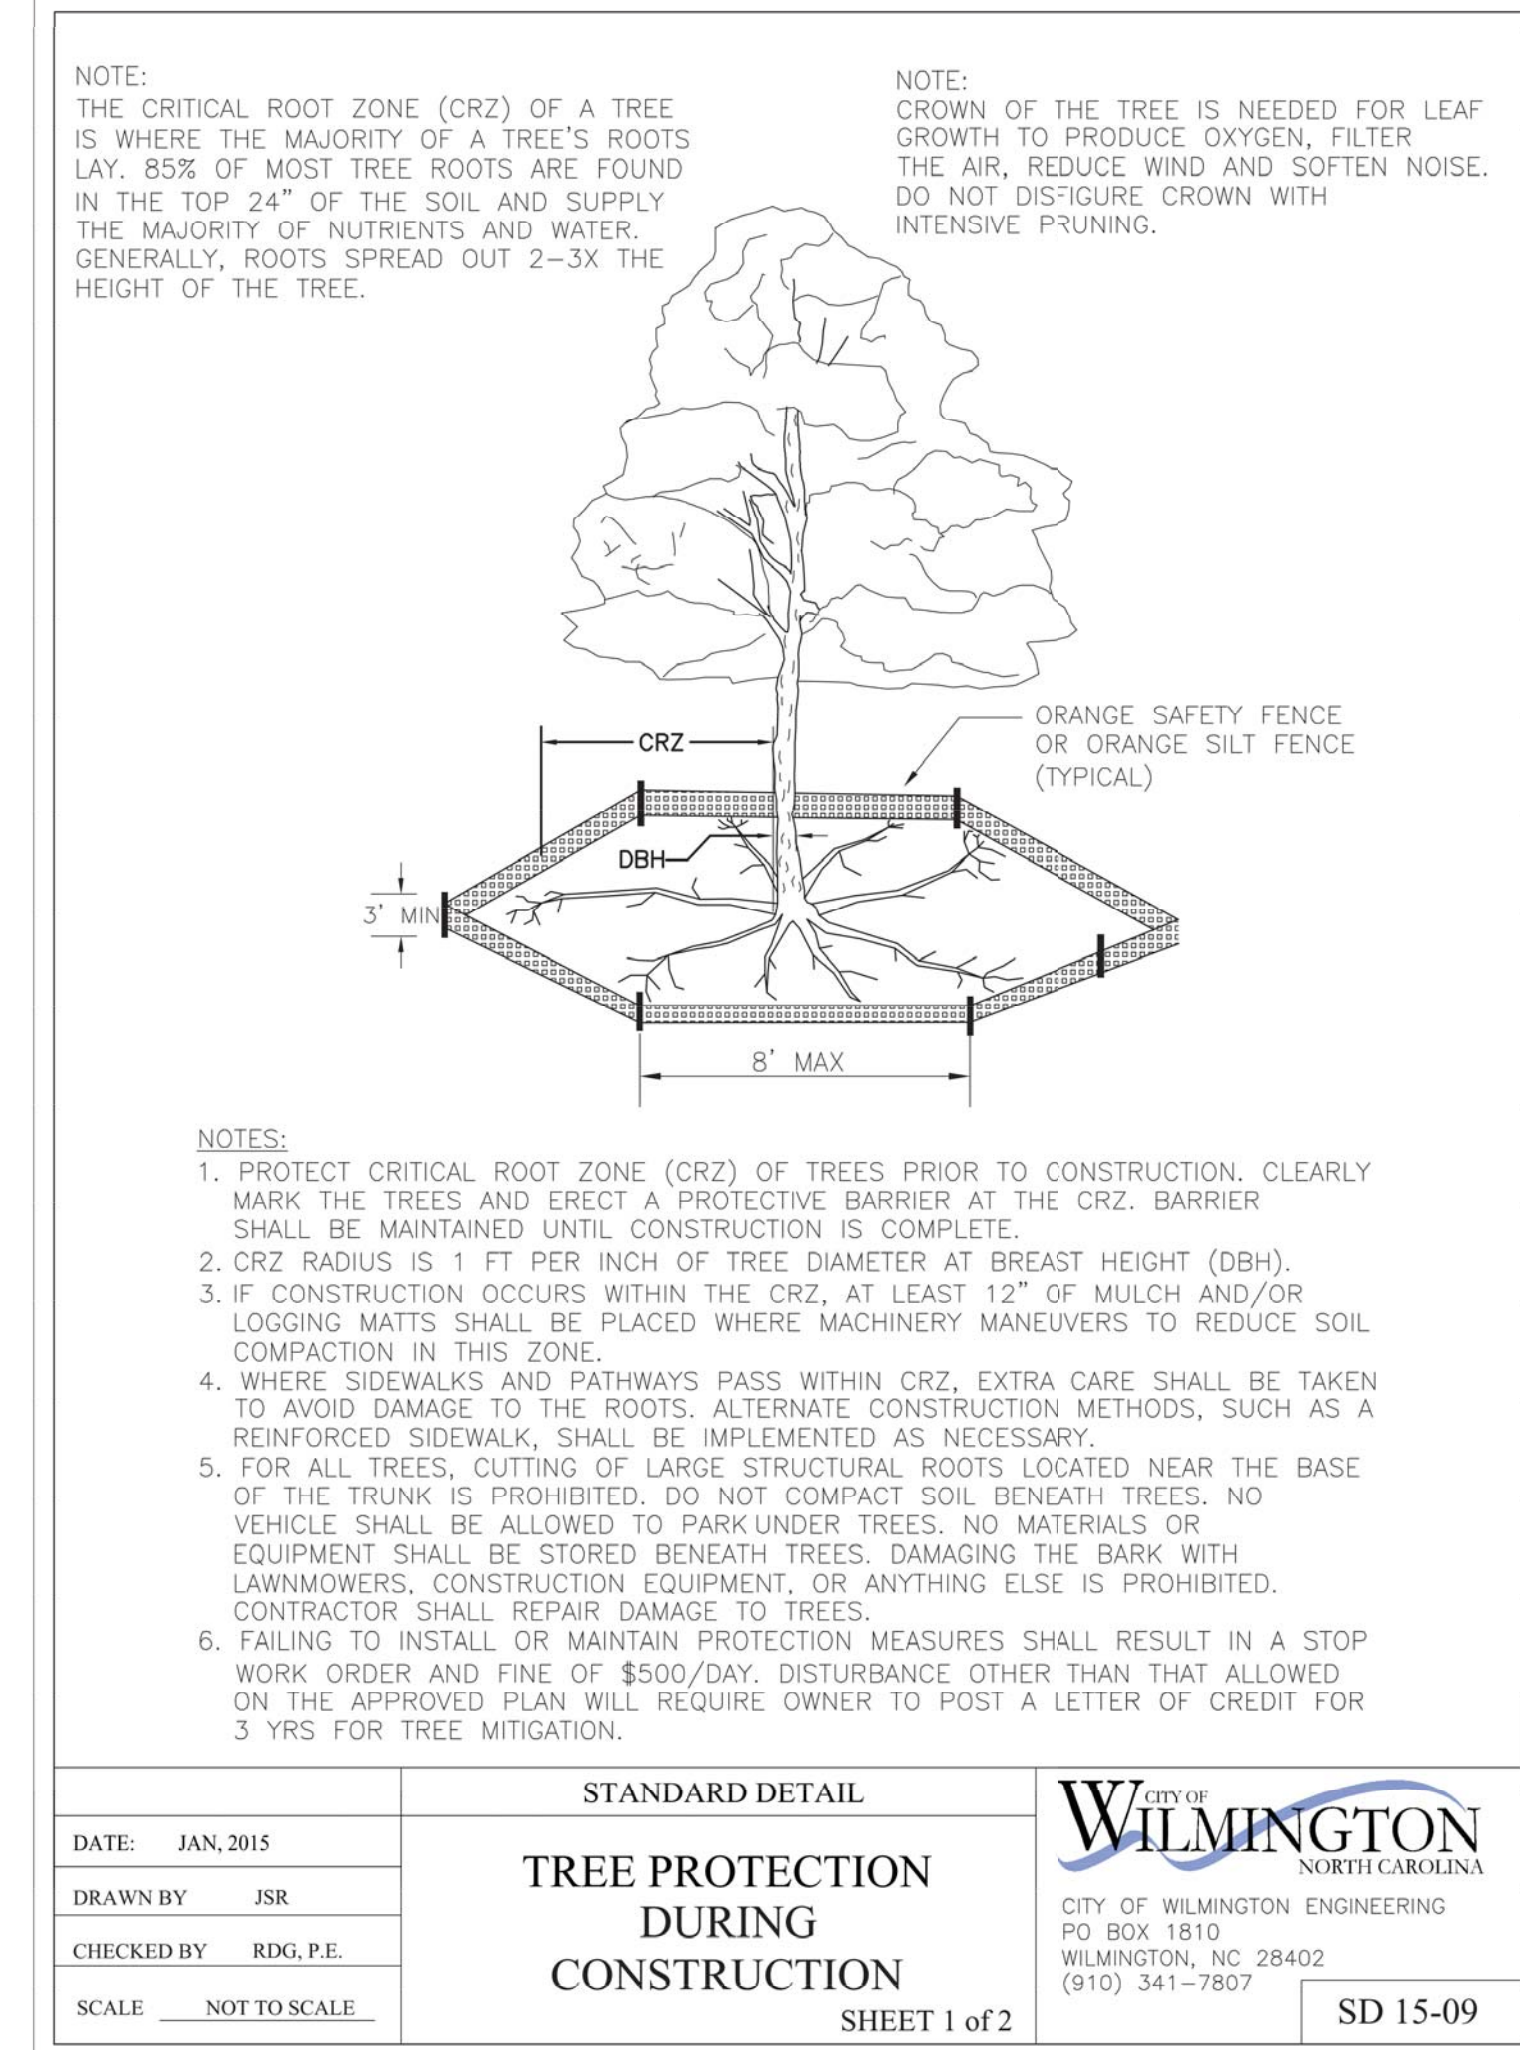 NOTE:
THE CRITICAL ROOT ZONE (CRZ) OF A TREE
IS WHERE THE MAJORITY OF A TREE'S ROOTS
LAY. 85% OF MOST TREE ROOTS ARE FOUND
IN THE TOP 24" OF THE SOIL AND SUPPLY
THE MAJORITY OF NUTRIENTS AND WATER.
GENERALLY, ROOTS SPREAD OUT 2-3X THE
HEIGHT OF THE TREE.
NOTE:
CROWN OF THE TREE IS NEEDED FOR LEAF
GROWTH TO PRODUCE OXYGEN, FILTER
THE AIR, REDUCE WIND AND SOFTEN NOISE.
DO NOT DISFIGURE CROWN WITH
INTENSIVE PRUNING.
ORANGE SAFETY FENCE
OR ORANGE SILT FENCE
(TYPICAL)
CRZ
DBH
3' MIN
8' MAX
NOTES:
1. PROTECT CRITICAL ROOT ZONE (CRZ) OF TREES PRIOR TO CONSTRUCTION. CLEARLY
MARK THE TREES AND ERECT A PROTECTIVE BARRIER AT THE CRZ. BARRIER
SHALL BE MAINTAINED UNTIL CONSTRUCTION IS COMPLETE.
2. CRZ RADIUS IS 1 FT PER INCH OF TREE DIAMETER AT BREAST HEIGHT (DBH).
3. IF CONSTRUCTION OCCURS WITHIN THE CRZ, AT LEAST 12" OF MULCH AND/OR
LOGGING MATTS SHALL BE PLACED WHERE MACHINERY MANEUVERS TO REDUCE SOIL
COMPACTION IN THIS ZONE.
4. WHERE SIDEWALKS AND PATHWAYS PASS WITHIN CRZ, EXTRA CARE SHALL BE TAKEN
TO AVOID DAMAGE TO THE ROOTS. ALTERNATE CONSTRUCTION METHODS, SUCH AS A
REINFORCED SIDEWALK, SHALL BE IMPLEMENTED AS NECESSARY.
5. FOR ALL TREES, CUTTING OF LARGE STRUCTURAL ROOTS LOCATED NEAR THE BASE
OF THE TRUNK IS PROHIBITED. DO NOT COMPACT SOIL BENEATH TREES. NO
VEHICLE SHALL BE ALLOWED TO PARK UNDER TREES. NO MATERIALS OR
EQUIPMENT SHALL BE STORED BENEATH TREES. DAMAGING THE BARK WITH
LAWNMOWERS, CONSTRUCTION EQUIPMENT, OR ANYTHING ELSE IS PROHIBITED.
CONTRACTOR SHALL REPAIR DAMAGE TO TREES.
6. FAILING TO INSTALL OR MAINTAIN PROTECTION MEASURES SHALL RESULT IN A STOP
WORK ORDER AND FINE OF $500/DAY. DISTURBANCE OTHER THAN THAT ALLOWED
ON THE APPROVED PLAN WILL REQUIRE OWNER TO POST A LETTER OF CREDIT FOR
3 YRS FOR TREE MITIGATION.
DATE: JAN, 2015
DRAWN BY JSR
CHECKED BY RDG, P.E.
SCALE NOT TO SCALE
STANDARD DETAIL
TREE PROTECTION
DURING
CONSTRUCTION
SHEET 1 of 2
CITY OF
WILMINGTON
NORTH CAROLINA
CITY OF WILMINGTON ENGINEERING
PO BOX 1810
WILMINGTON, NC 28402
(910) 341-7807
SD 15-09